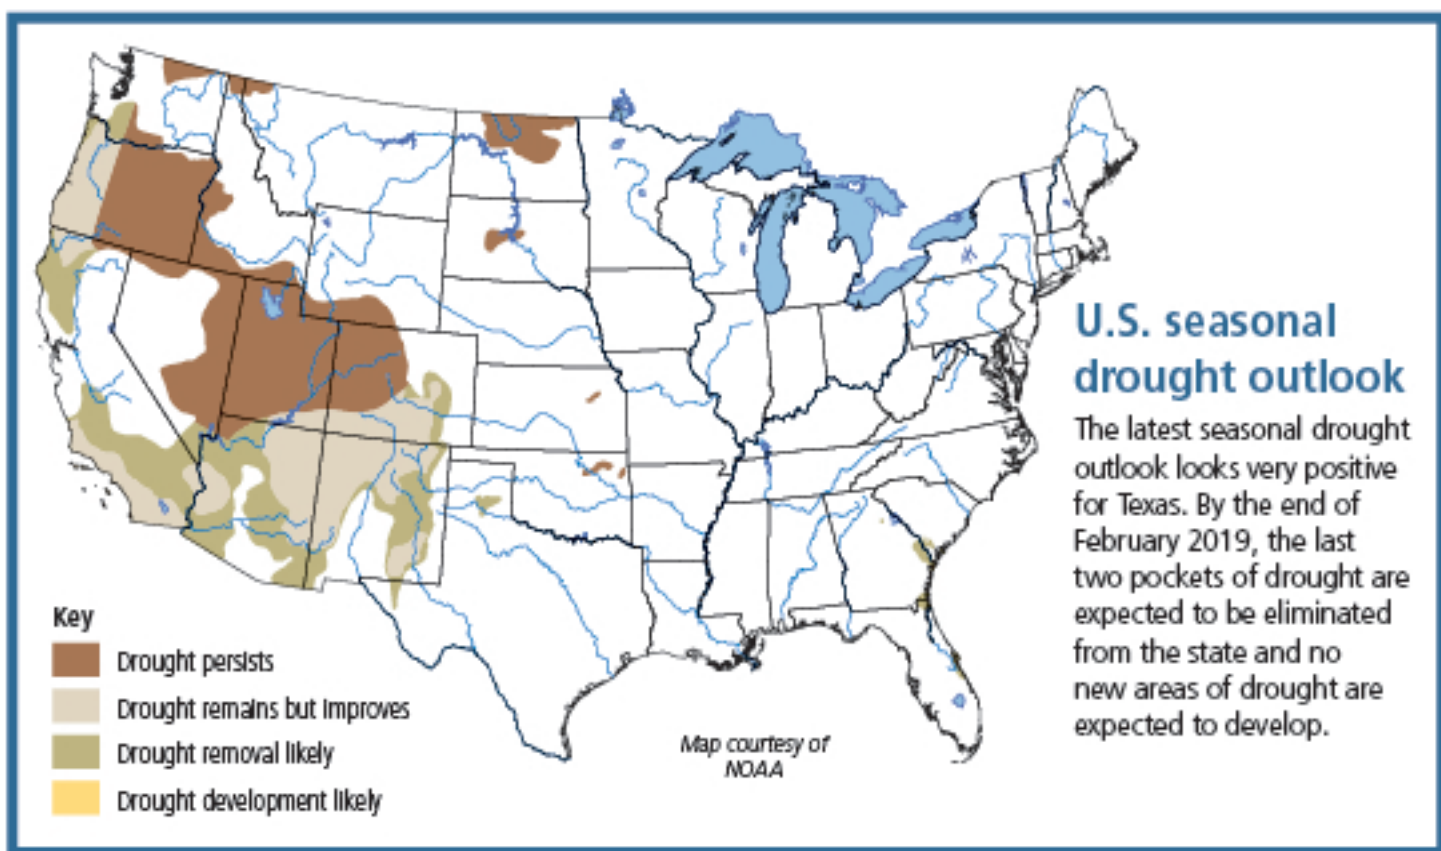 U.S. seasonal
drought outlook
The latest seasonal drought
outlook looks very positive
for Texas. By the end of
February 2019, the last
two pockets of drought are
expected to be eliminated
from the state and no
new areas of drought are
expected to develop.
Key
Drought persists
Drought remains but improves
Drought removal likely
Drought development likely
Map courtesy of
NOAA